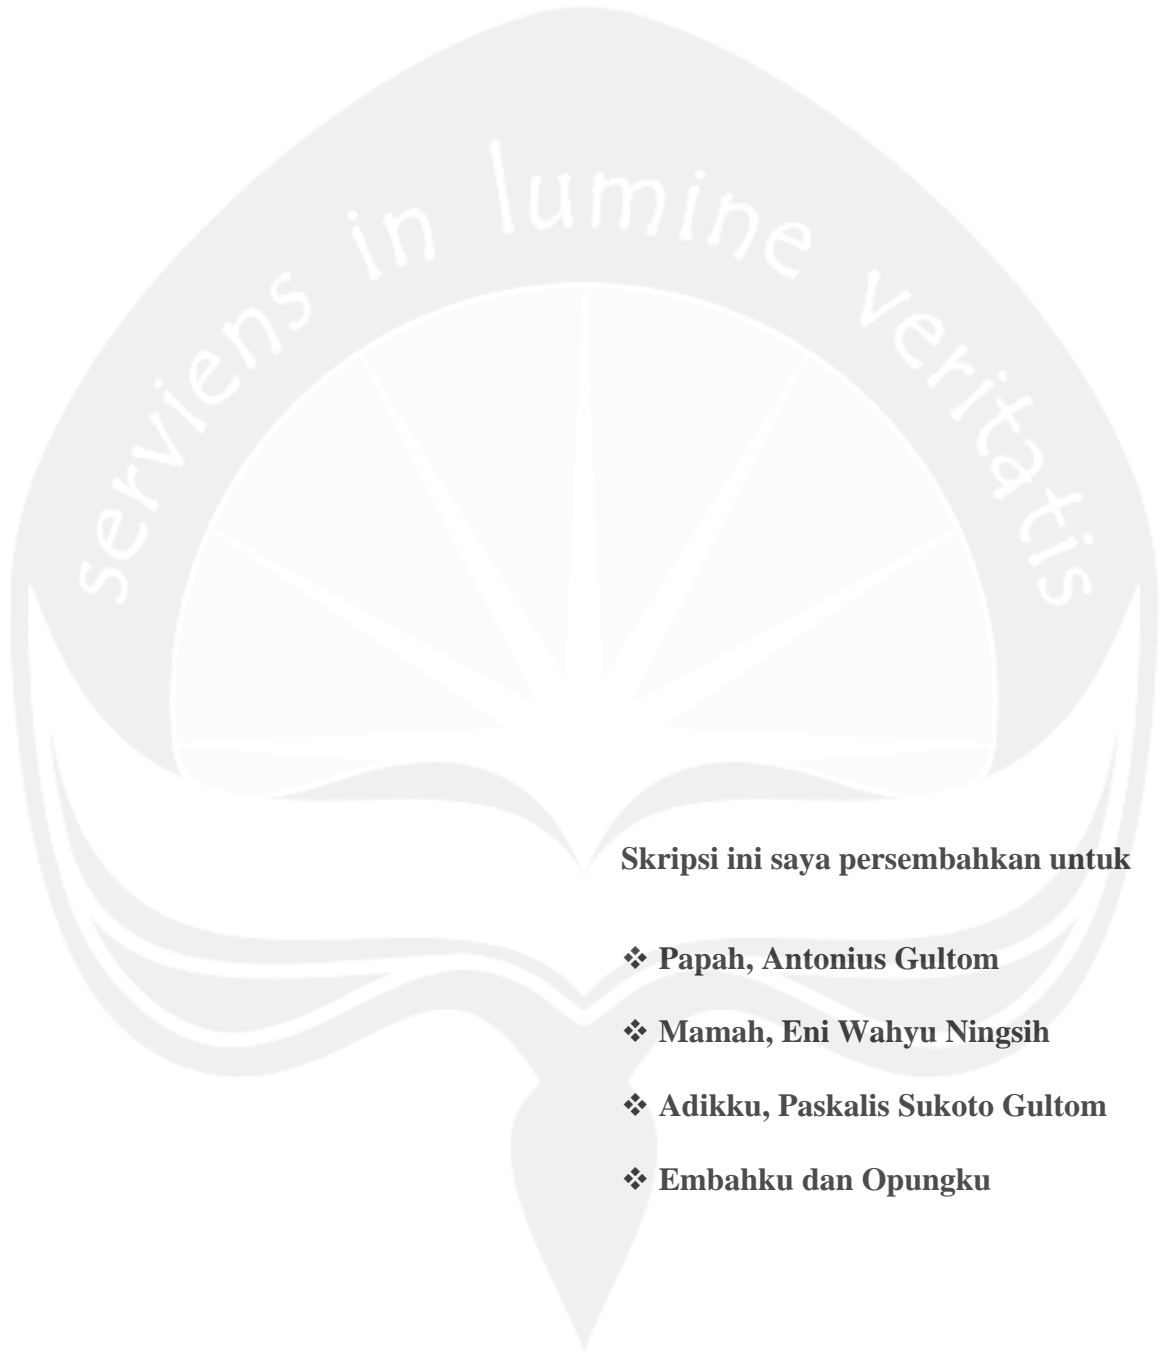 serviens in lumine veritatis
Skripsi ini saya persembahkan untuk
❖ Papah, Antonius Gultom
❖ Mamah, Eni Wahyu Ningsih
❖ Adikku, Paskalis Sukoto Gultom
❖ Embahku dan Opungku